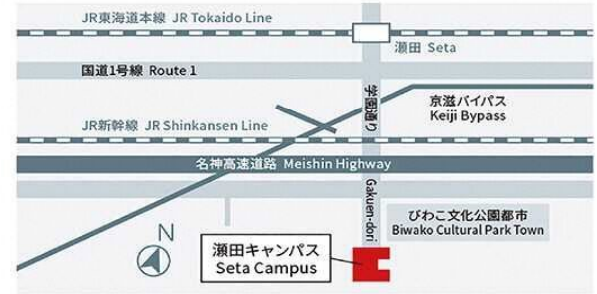 JR東海道本線 JR Tokaido Line
瀬田 Seta
国道1号線 Route 1
学園通り
京滋バイパス
Keiji Bypass
JR新幹線 JR Shinkansen Line
名神高速道路 Meishin Highway
Gakuen-dori
びわこ文化公園都市
Biwako Cultural Park Town
N
瀬田キャンパス
Seta Campus